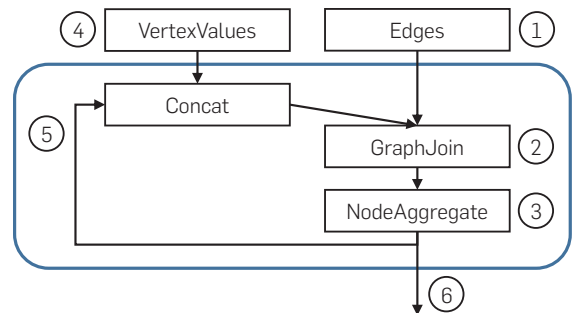 4 VertexValues Edges 1
Concat
5
GraphJoin 2
NodeAggregate 3
6